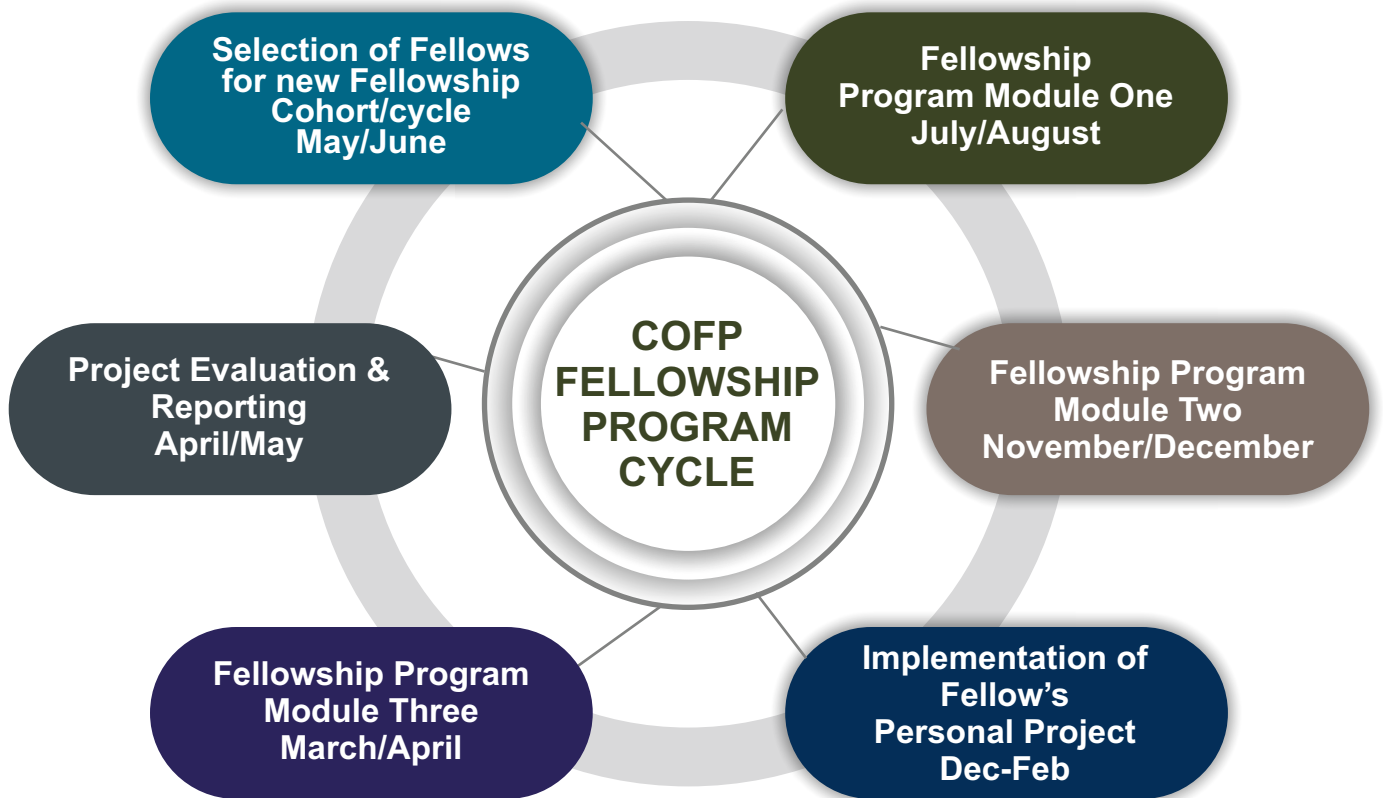 Selection of Fellows
for new Fellowship
Cohort/cycle
May/June
Fellowship
Program Module One
July/August
Fellowship Program
Module Two
November/December
Implementation of
Fellow’s
Personal Project
Dec-Feb
Fellowship Program
Module Three
March/April
Project Evaluation &
Reporting
April/May
COFP
FELLOWSHIP
PROGRAM
CYCLE